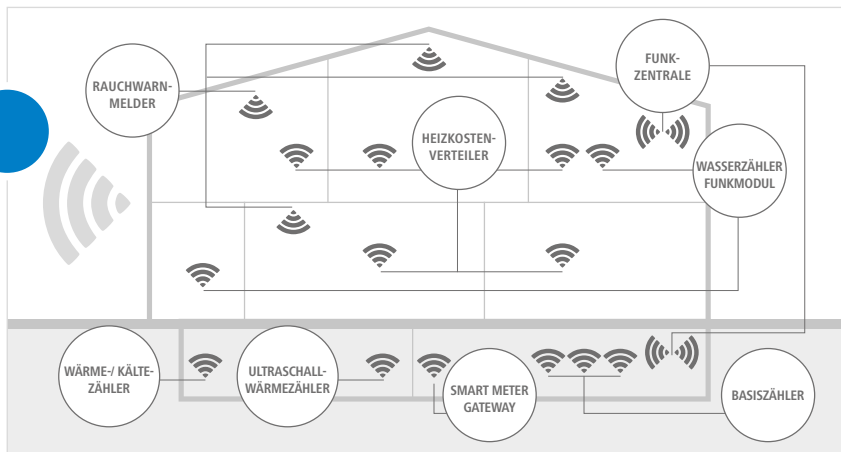 FUNK-
ZENTRALE
RAUCHWARN-
MELDER
HEIZKOSTEN-
VERTEILER
WASSERZÄHLER
FUNKMODUL
WÄRME-/ KÄLTE-
ZÄHLER
ULTRASCHALL-
WÄRMEZÄHLER
SMART METER
GATEWAY
BASISZÄHLER